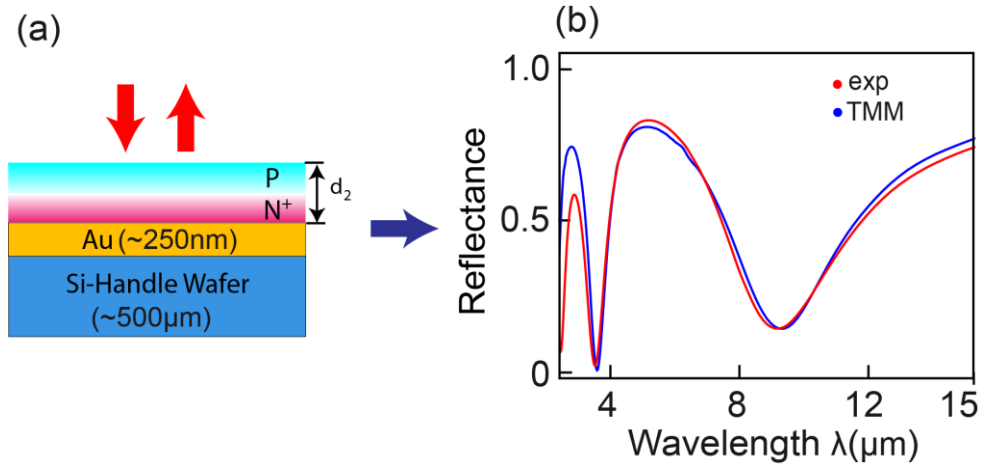 (a)
P
N⁺
d₂
Au (~250nm)
Si-Handle Wafer
(~500μm)
(b)
1.0
0.5
0
Reflectance
exp
TMM
4
8
12
15
Wavelength λ(μm)